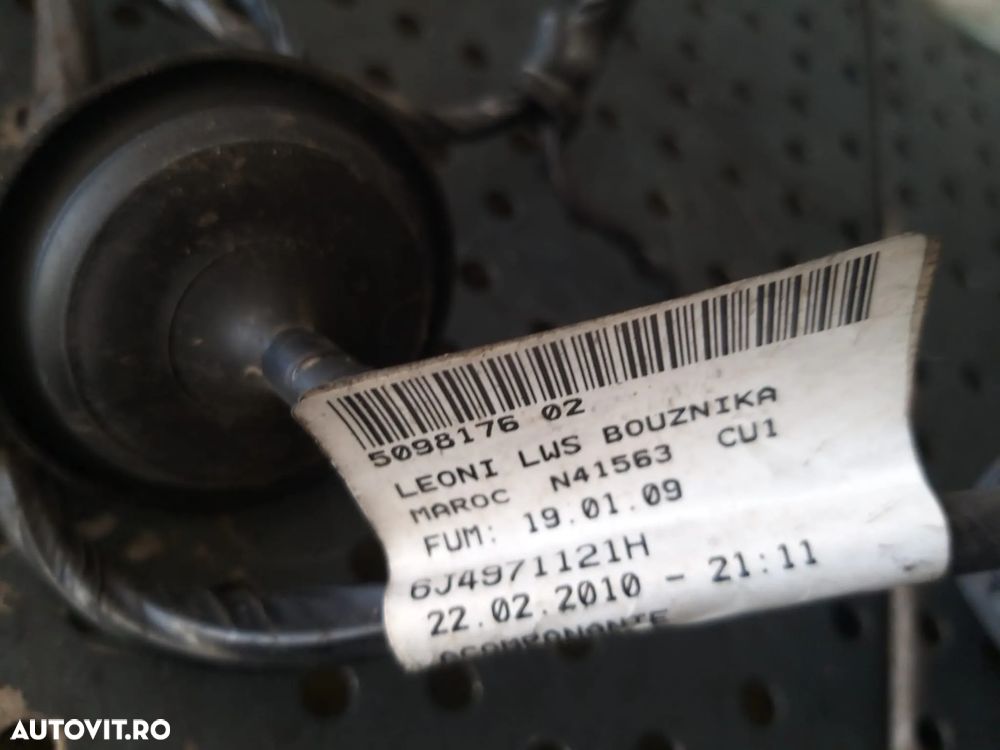 5098176 02
LEONI LWS BOUZNIKA
MAROC N41563 CU1
FUM: 19.01.09
6J4971121H
22.02.2010 - 21:11
ACOMPANANTE
AUTOVIT.RO